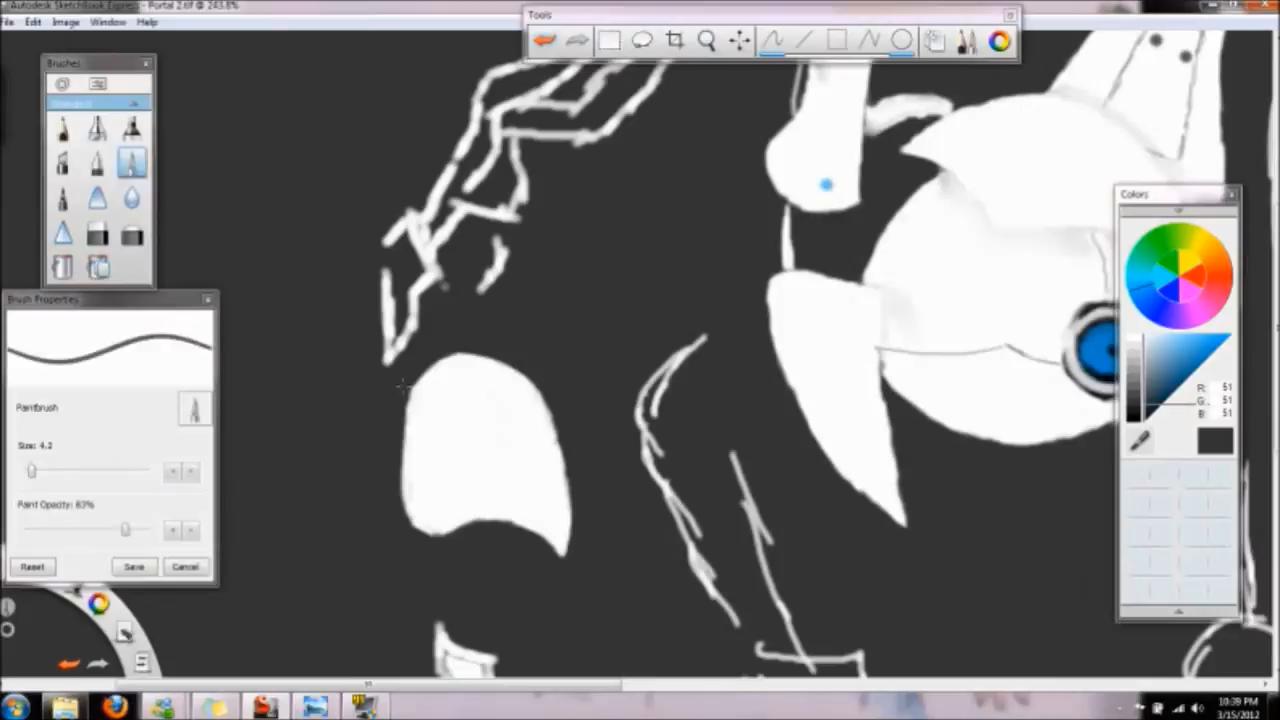 Autodesk SketchBook Express - Portal 2.tif @ 243.8%
File Edit Image Window Help
Tools
Brushes
Brush Properties
Paintbrush
Size: 4.2
Paint Opacity: 83%
Reset Save Cancel
Colors
R: 51
G: 51
B: 51
10:39 PM
3/15/2012